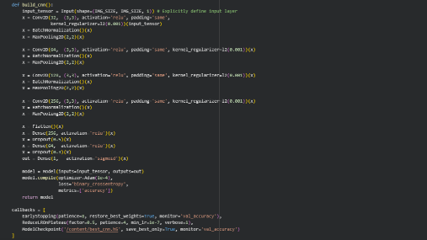 def build_cnn():
input_tensor = Input(shape=(IMG_SIZE, IMG_SIZE, 3)) # Explicitly define input layer
x = Conv2D(32, (3,3), activation='relu', padding='same',
kernel_regularizer=l2(0.001))(input_tensor)
x = BatchNormalization()(x)
x = MaxPooling2D(2,2)(x)
x = Conv2D(64, (3,3), activation='relu', padding='same', kernel_regularizer=l2(0.001))(x)
x = BatchNormalization()(x)
x = MaxPooling2D(2,2)(x)
x = Conv2D(128, (3,3), activation='relu', padding='same', kernel_regularizer=l2(0.001))(x)
x = BatchNormalization()(x)
x = MaxPooling2D(2,2)(x)
x = Conv2D(256, (3,3), activation='relu', padding='same', kernel_regularizer=l2(0.001))(x)
x = BatchNormalization()(x)
x = MaxPooling2D(2,2)(x)
x = Flatten()(x)
x = Dense(256, activation='relu')(x)
x = Dropout(0.5)(x)
x = Dense(64, activation='relu')(x)
x = Dropout(0.3)(x)
out = Dense(1, activation='sigmoid')(x)
model = Model(inputs=input_tensor, outputs=out)
model.compile(optimizer=Adam(1e-4),
loss='binary_crossentropy',
metrics=['accuracy'])
return model
callbacks = [
EarlyStopping(patience=8, restore_best_weights=True, monitor='val_accuracy'),
ReduceLROnPlateau(factor=0.5, patience=4, min_lr=1e-7, verbose=1),
ModelCheckpoint('/content/best_cnn.h5', save_best_only=True, monitor='val_accuracy')
]